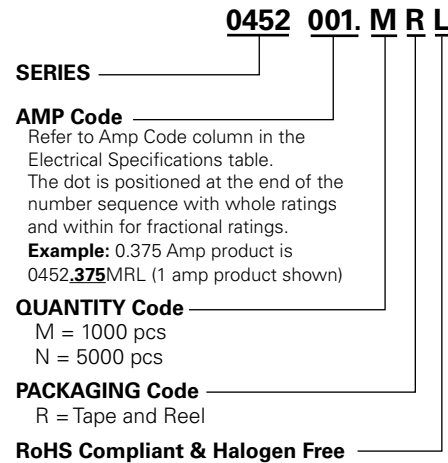 0452 001. M R L
SERIES
AMP Code
Refer to Amp Code column in the
Electrical Specifications table.
The dot is positioned at the end of the
number sequence with whole ratings
and within for fractional ratings.
Example: 0.375 Amp product is
0452.375MRL (1 amp product shown)
QUANTITY Code
M = 1000 pcs
N = 5000 pcs
PACKAGING Code
R = Tape and Reel
RoHS Compliant & Halogen Free